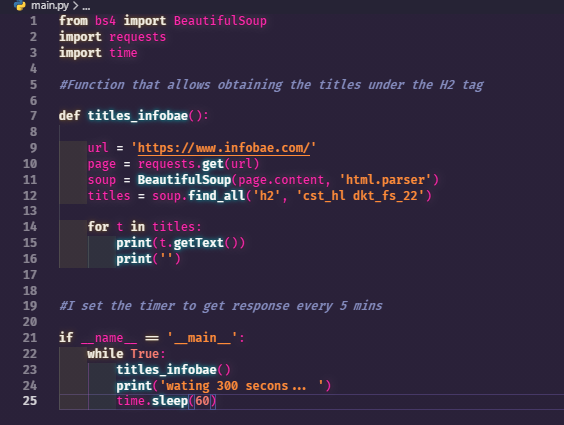 main.py > ...
1 from bs4 import BeautifulSoup
2 import requests
3 import time
4
5 #Function that allows obtaining the titles under the H2 tag
6
7 def titles_infobae():
8
9 url = 'https://www.infobae.com/'
10 page = requests.get(url)
11 soup = BeautifulSoup(page.content, 'html.parser')
12 titles = soup.find_all('h2', 'cst_hl dkt_fs_22')
13
14 for t in titles:
15 print(t.getText())
16 print('')
17
18
19 #I set the timer to get response every 5 mins
20
21 if __name__ == '__main__':
22 while True:
23 titles_infobae()
24 print('wating 300 secons... ')
25 time.sleep(60)